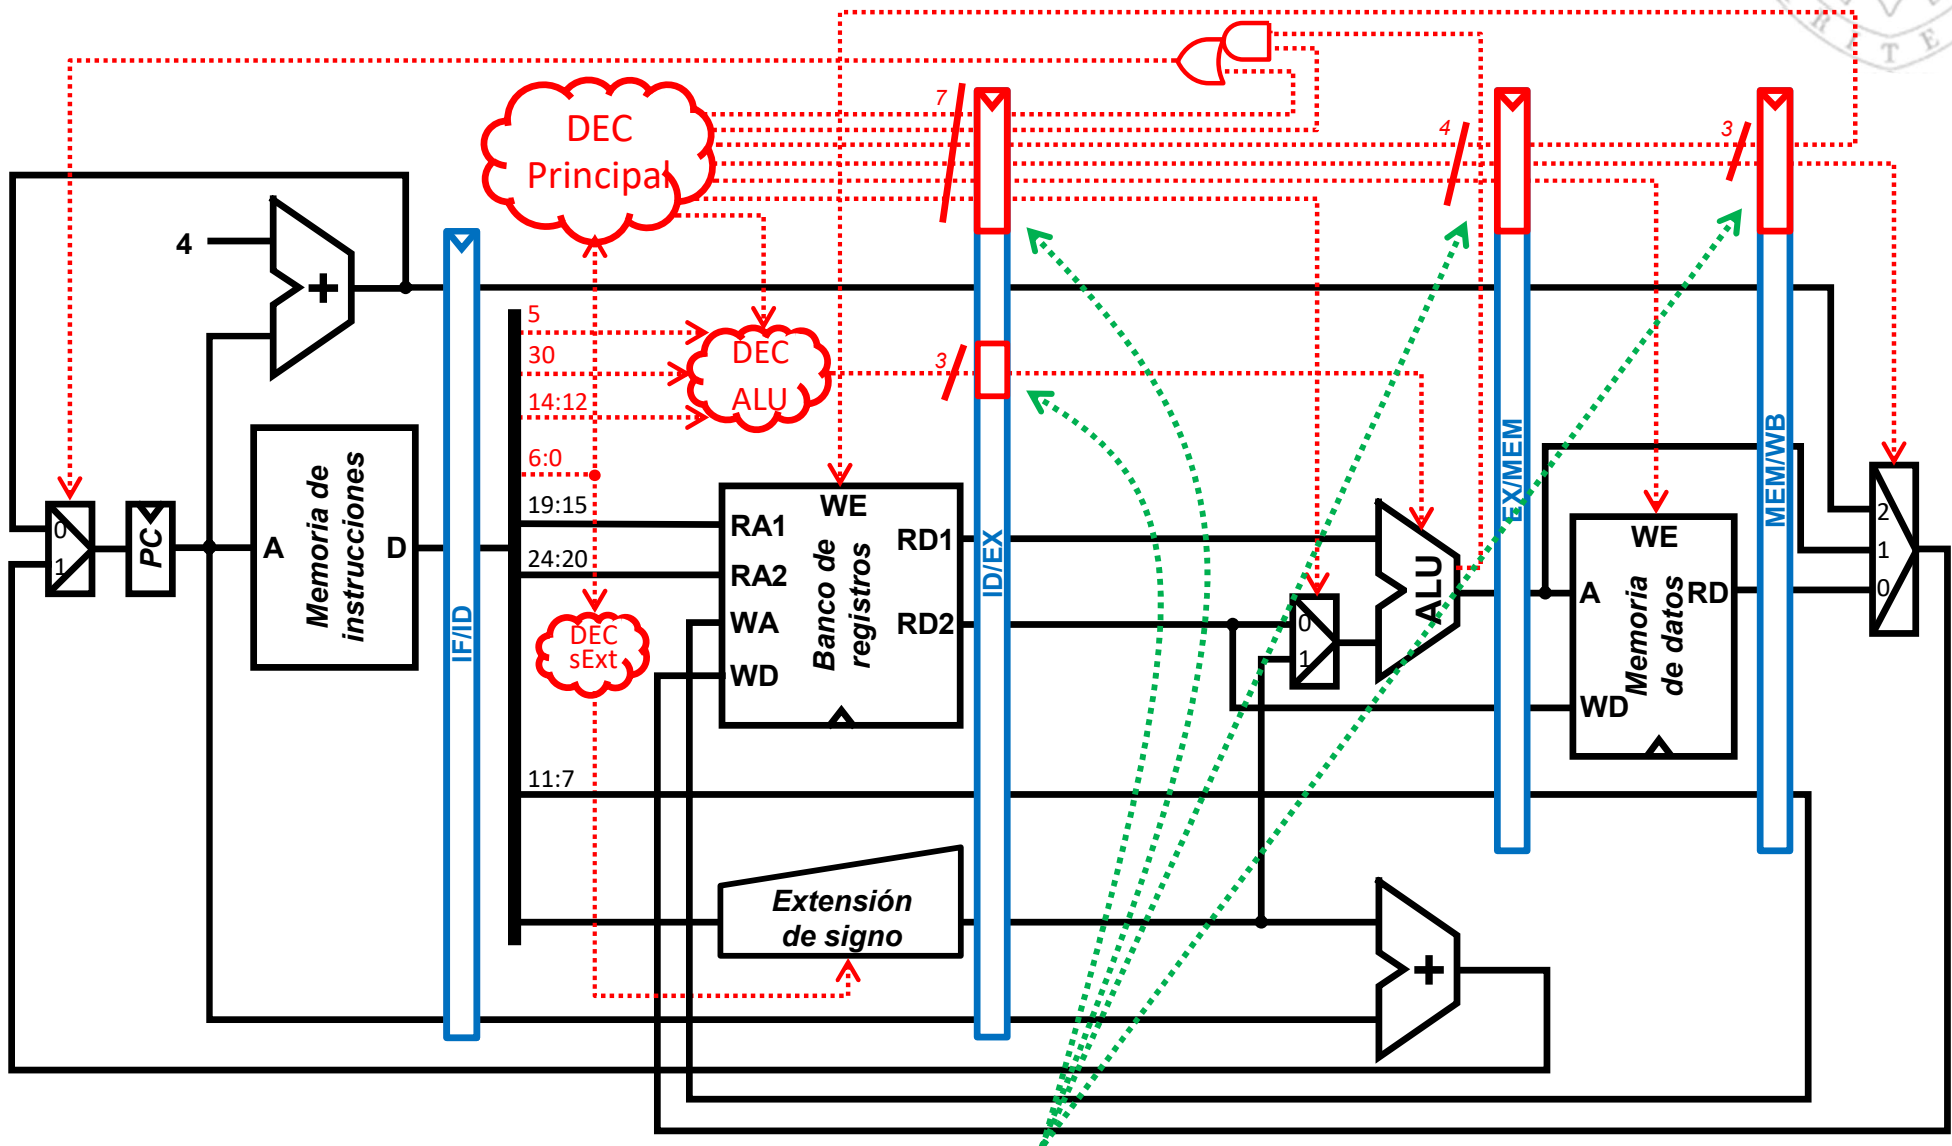 R I T E
7
4
3
DEC
Principal
4
+
5
30
14:12
6:0
19:15
24:20
11:7
DEC
ALU
3
DEC
sExt
0
1
PC
A
D
Memoria de
instrucciones
IF/ID
WE
RA1
RA2
WA
WD
RD1
RD2
Banco de
registros
ID/EX
0
1
ALU
EX/MEM
WE
A
RD
WD
Memoria
de datos
MEM/WB
2
1
0
Extensión
de signo
+